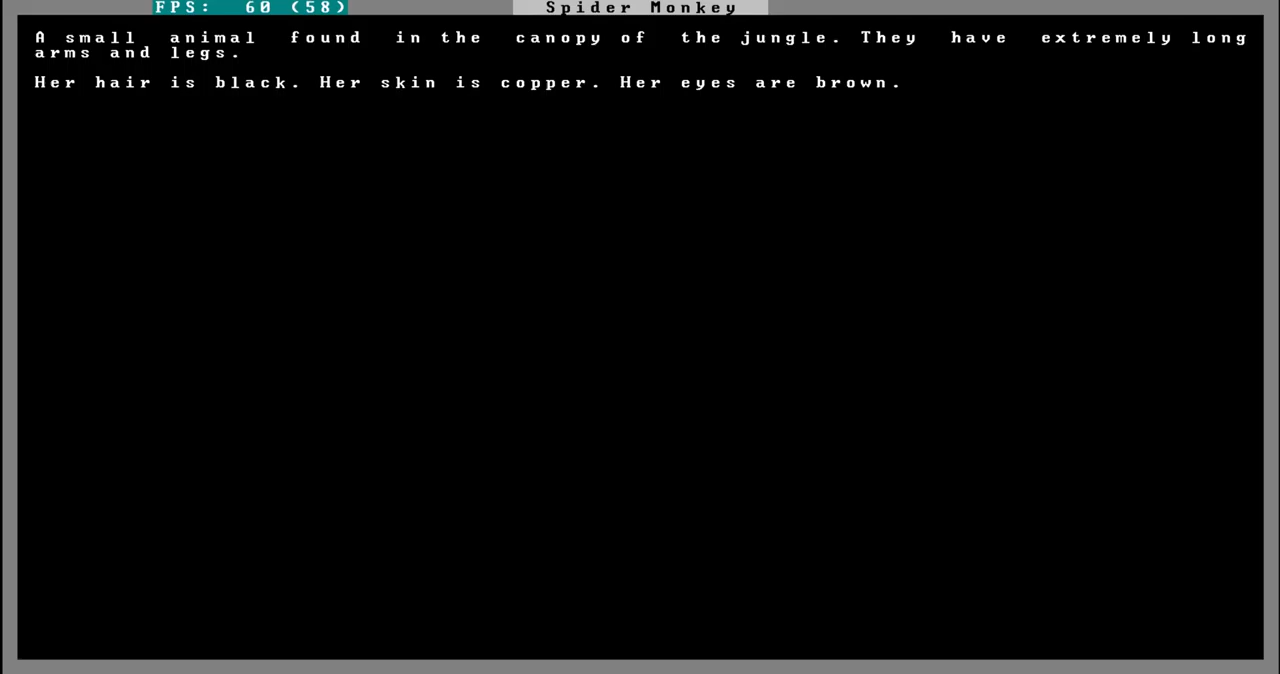 FPS: 60 (58) Spider Monkey
A small animal found in the canopy of the jungle. They have extremely long
arms and legs.
Her hair is black. Her skin is copper. Her eyes are brown.